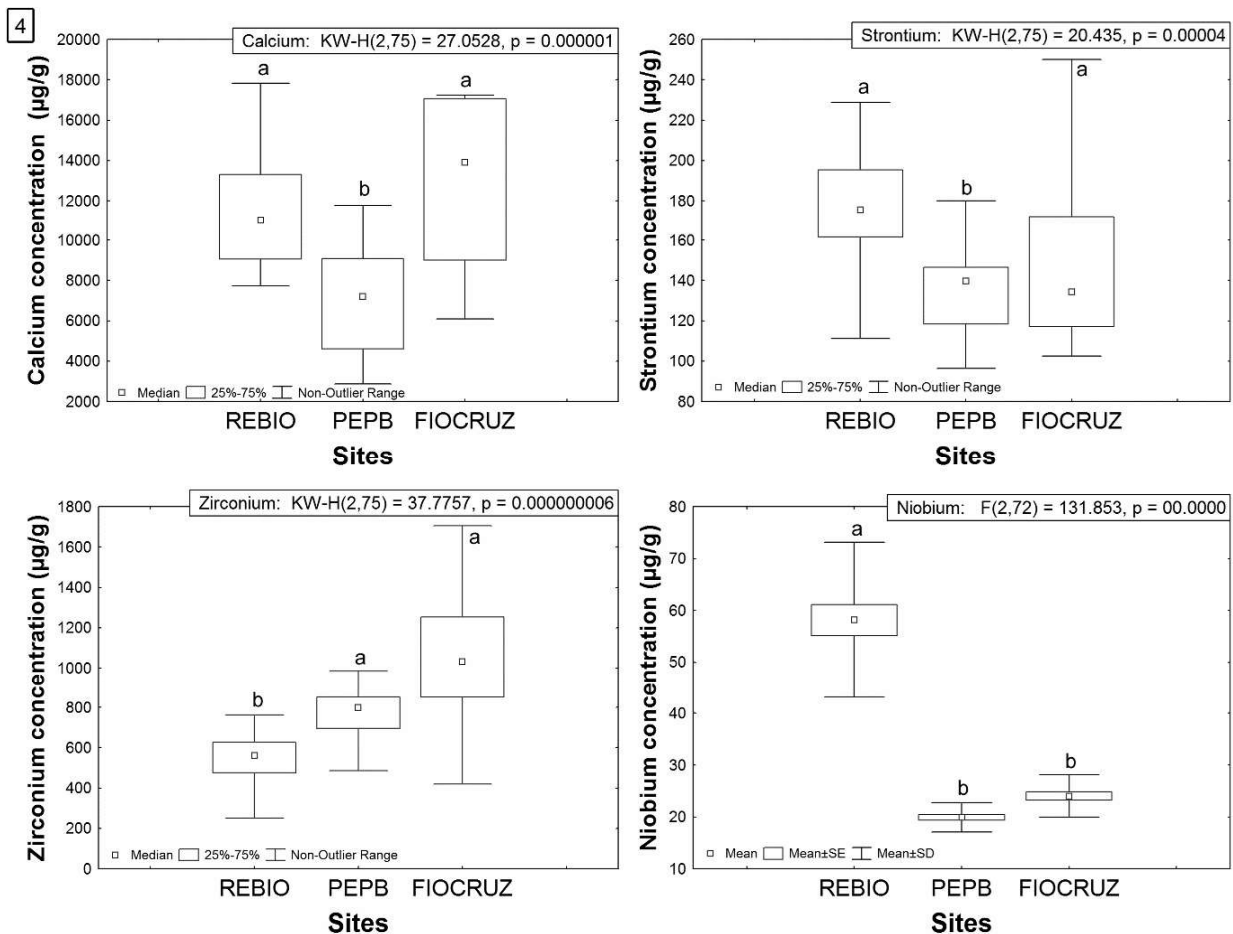 4
Calcium: KW-H(2,75) = 27.0528, p = 0.000001
Calcium concentration (µg/g)
20000
18000
16000
14000
12000
10000
8000
6000
4000
2000
a
b
a
Median 25%-75% Non-Outlier Range
REBIO PEPB FIOCRUZ
Sites
Strontium: KW-H(2,75) = 20.435, p = 0.00004
Strontium concentration (µg/g)
260
240
220
200
180
160
140
120
100
80
a
b
a
Median 25%-75% Non-Outlier Range
REBIO PEPB FIOCRUZ
Sites
Zirconium: KW-H(2,75) = 37.7757, p = 0.000000006
Zirconium concentration (µg/g)
1800
1600
1400
1200
1000
800
600
400
200
0
b
a
a
Median 25%-75% Non-Outlier Range
REBIO PEPB FIOCRUZ
Sites
Niobium: F(2,72) = 131.853, p = 00.0000
Niobium concentration (µg/g)
80
70
60
50
40
30
20
10
a
b
b
Mean Mean±SE Mean±SD
REBIO PEPB FIOCRUZ
Sites